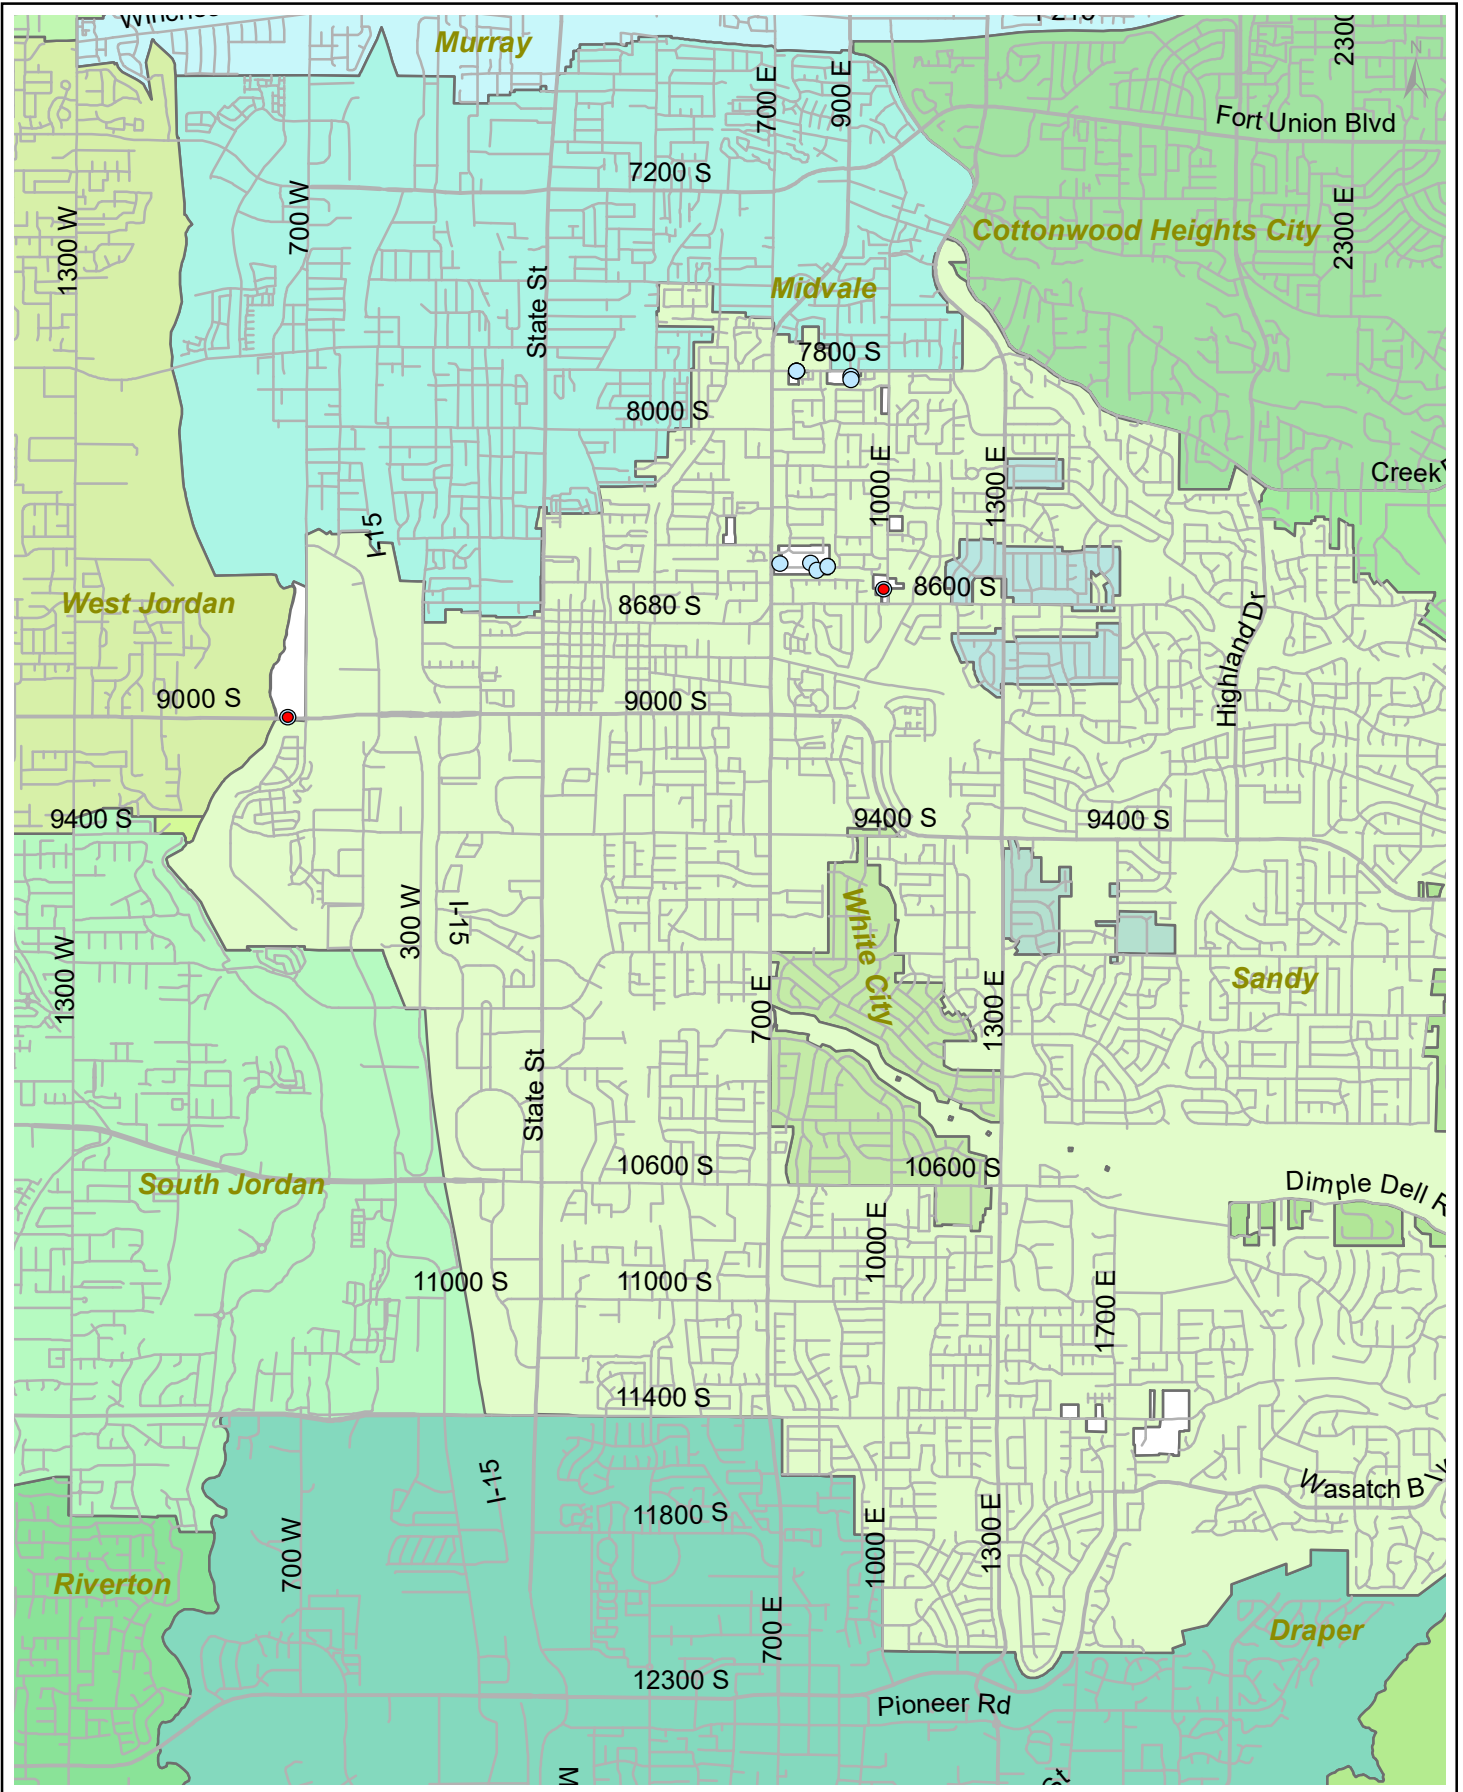 Murray
2300
700 E
900 E
Fort Union Blvd
N
7200 S
1300 W
700 W
2300 E
Cottonwood Heights City
State St
Midvale
7800 S
8000 S
1000 E
1300 E
Creek
I-15
West Jordan
8680 S
8600 S
Highland Dr
9000 S
9000 S
9400 S
9400 S
9400 S
300 W
I-15
White City
1300 W
700 E
1300 E
Sandy
State St
10600 S
10600 S
South Jordan
Dimple Dell R
1000 E
11000 S
11000 S
1700 E
11400 S
I-15
11800 S
Wasatch B
700 W
1000 E
1300 E
Riverton
700 E
Draper
12300 S
Pioneer Rd
M
St